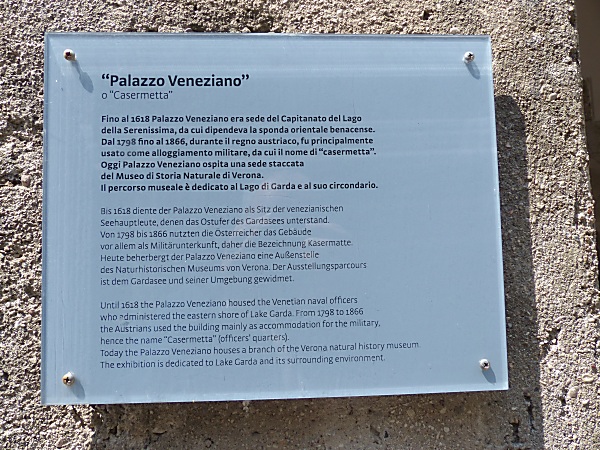 “Palazzo Veneziano”
o "Casermetta"
Fino al 1618 Palazzo Veneziano era sede del Capitanato del Lago
della Serenissima, da cui dipendeva la sponda orientale benacense.
Dal 1798 fino al 1866, durante il regno austriaco, fu principalmente
usato come alloggiamento militare, da cui il nome di “casermetta”.
Oggi Palazzo Veneziano ospita una sede staccata
del Museo di Storia Naturale di Verona.
Il percorso museale è dedicato al Lago di Garda e al suo circondario.
Bis 1618 diente der Palazzo Veneziano als Sitz der venezianischen
Seehauptleute, denen das Ostufer des Gardasees unterstand.
Von 1798 bis 1866 nutzten die Österreicher das Gebäude
vor allem als Militärunterkunft, daher die Bezeichnung Kasermatte.
Heute beherbergt der Palazzo Veneziano eine Außenstelle
des Naturhistorischen Museums von Verona. Der Ausstellungsparcours
ist dem Gardasee und seiner Umgebung gewidmet.
Until 1618 the Palazzo Veneziano housed the Venetian naval officers
who administered the eastern shore of Lake Garda. From 1798 to 1866
the Austrians used the building mainly as accommodation for the military,
hence the name "Casermetta" (officers' quarters).
Today the Palazzo Veneziano houses a branch of the Verona natural history museum.
The exhibition is dedicated to Lake Garda and its surrounding environment.